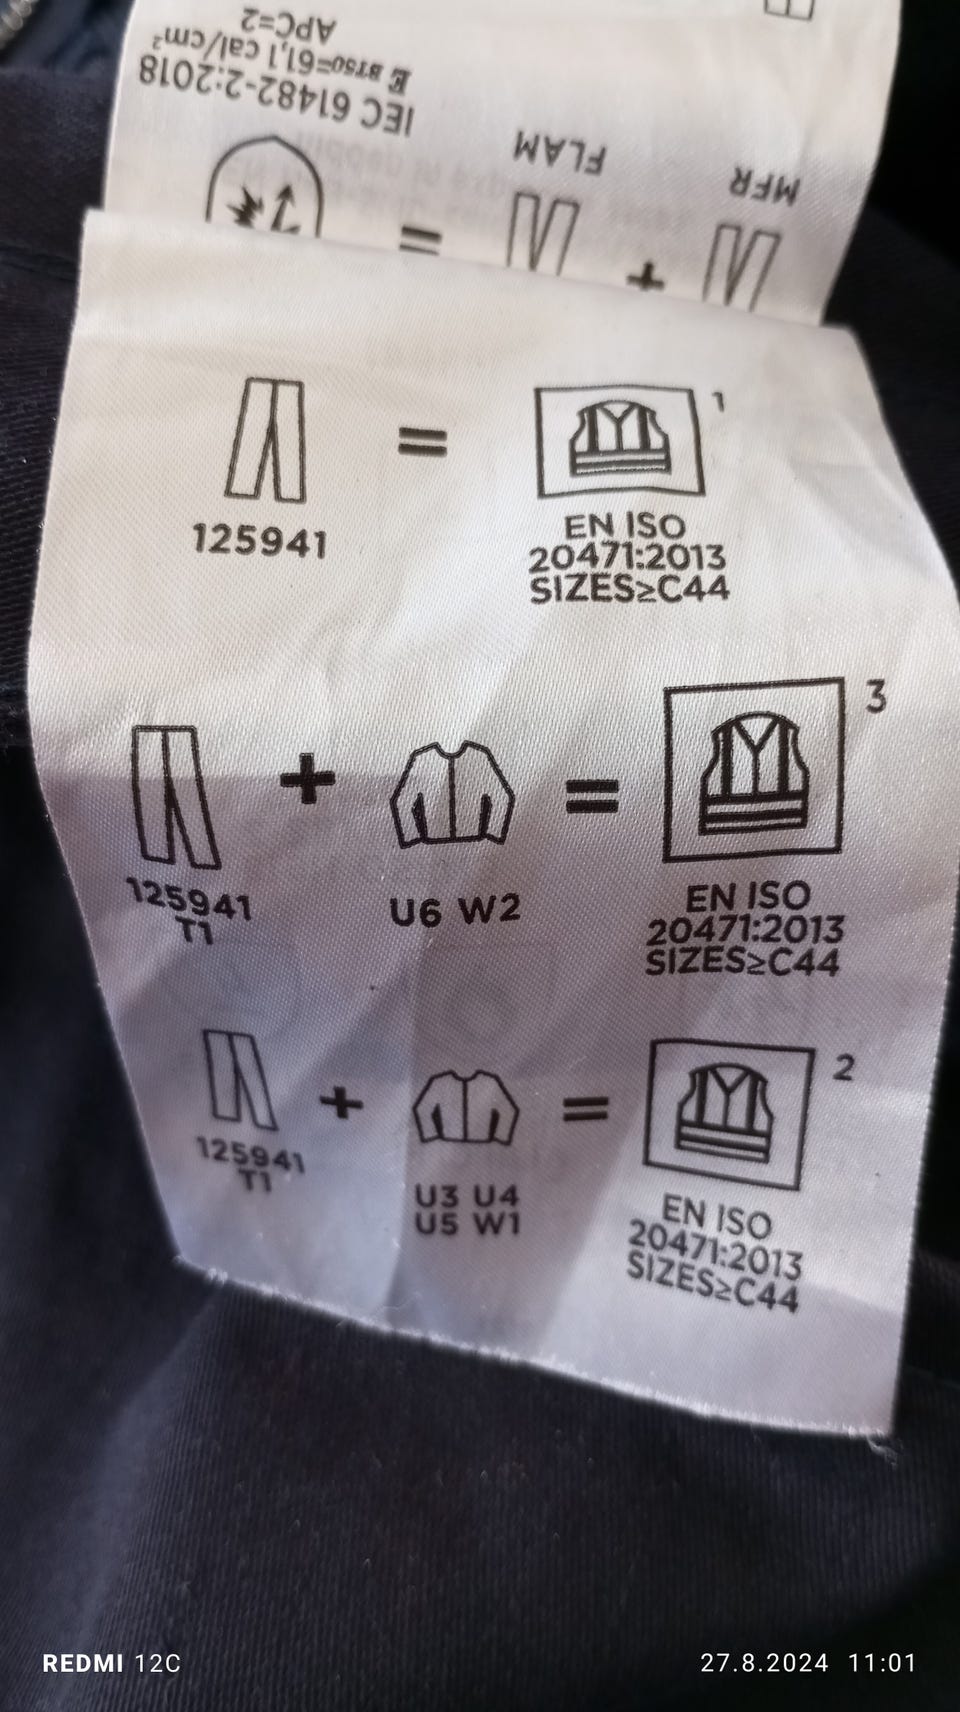 APC=2
E BT50=61,1 cal/cm²
IEC 61482-2:2018
FLAM
MFR
=
+
=
1
125941
EN ISO
20471:2013
SIZES≥C44
+
=
3
125941
T1
U6 W2
EN ISO
20471:2013
SIZES≥C44
+
=
2
125941
T1
U3 U4
U5 W1
EN ISO
20471:2013
SIZES≥C44
REDMI 12C
27.8.2024 11:01